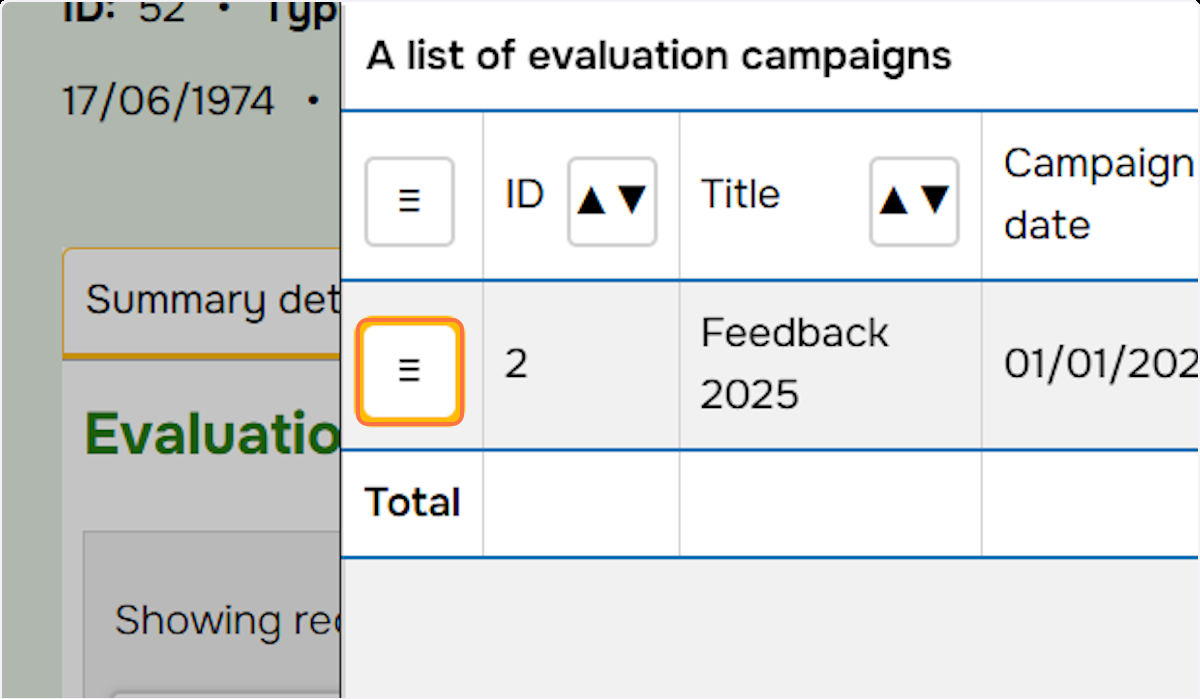 ID: 52 • Typ
17/06/1974 •
Summary det
Evaluatio
Showing rec
A list of evaluation campaigns
☰ ID ▲▼ Title ▲▼ Campaign
date
☰ 2 Feedback
2025 01/01/202
Total